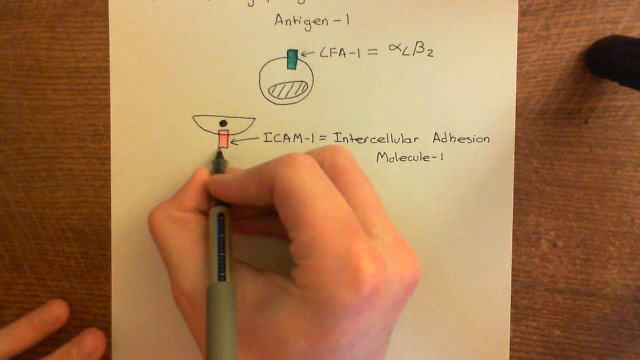 Antigen-1
LFA-1 = αLβ2
ICAM-1 = Intercellular Adhesion
Molecule-1